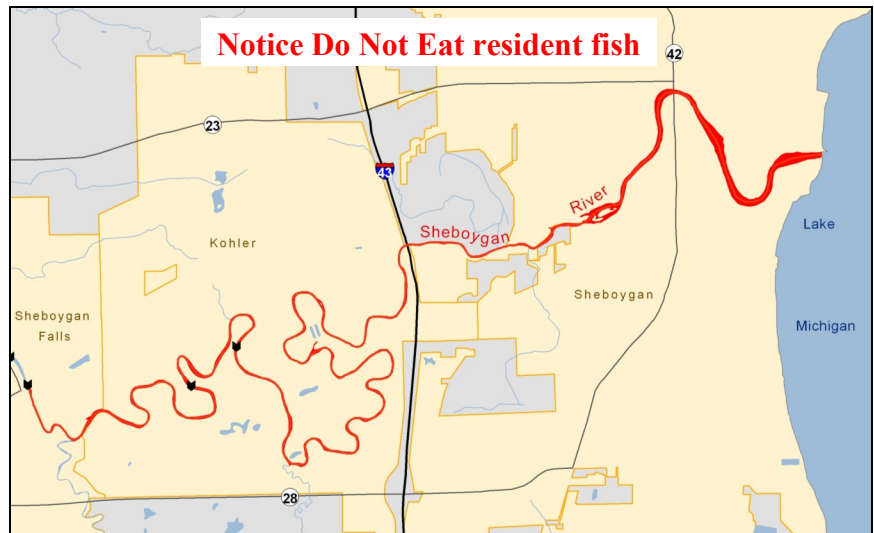 Notice Do Not Eat resident fish
42
23
43
River
Sheboygan
Lake
Kohler
Sheboygan
Sheboygan
Falls
Michigan
28